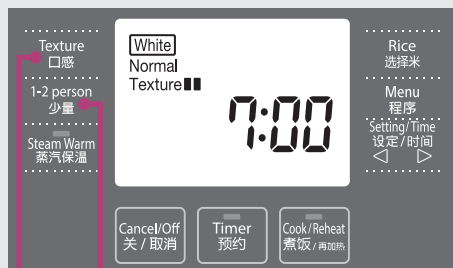 Texture
口感
1-2 person
少量
Steam Warm
蒸汽保温
White
Normal
Texture
7:00
Rice
选择米
Menu
程序
Setting/Time
设定/时间
Cancel/Off
关/取消
Timer
预约
Cook/Reheat
煮饭/再加热